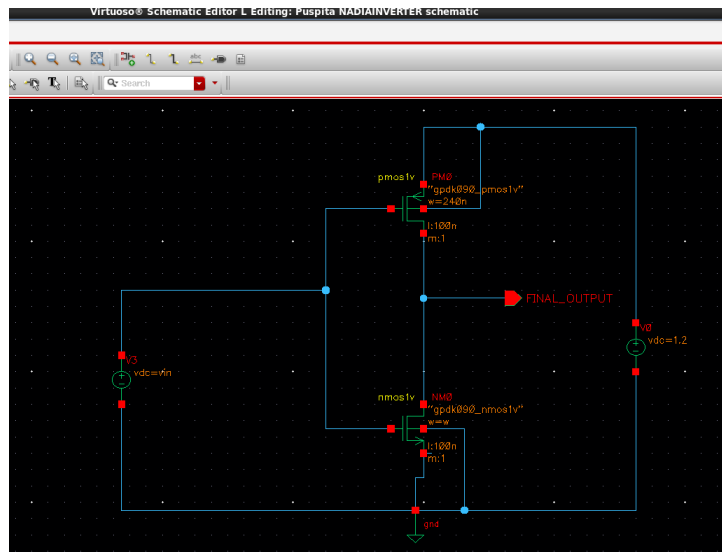 Virtuoso® Schematic Editor L Editing: Puspita NADIAINVERTER schematic
abc
T
Search
pmos1v PM0
"gpdk090_pmos1v"
w=240n
l:100n
m:1
FINAL_OUTPUT
V0
vdc=1.2
V3
vdc=vin
nmos1v NM0
"gpdk090_nmos1v"
w=w
l:100n
m:1
gnd